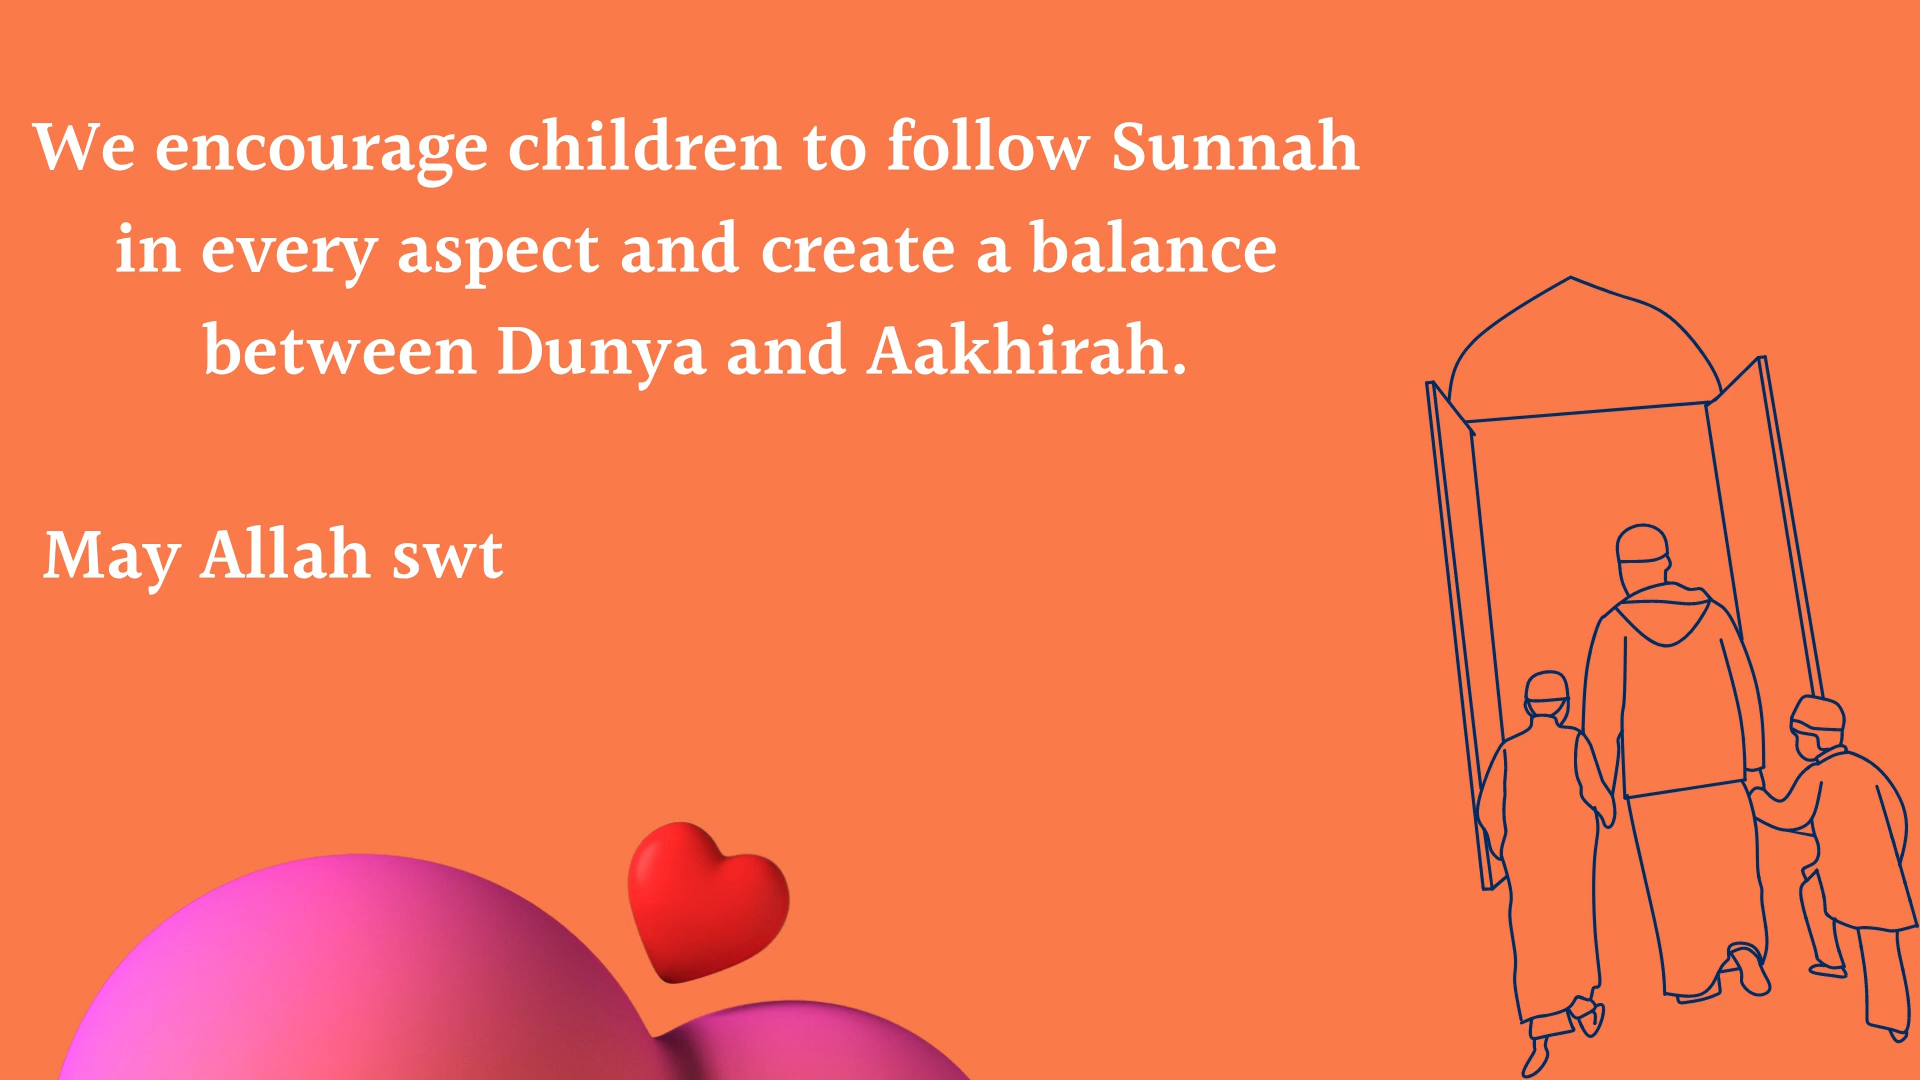 We encourage children to follow Sunnah
in every aspect and create a balance
between Dunya and Aakhirah.
May Allah swt